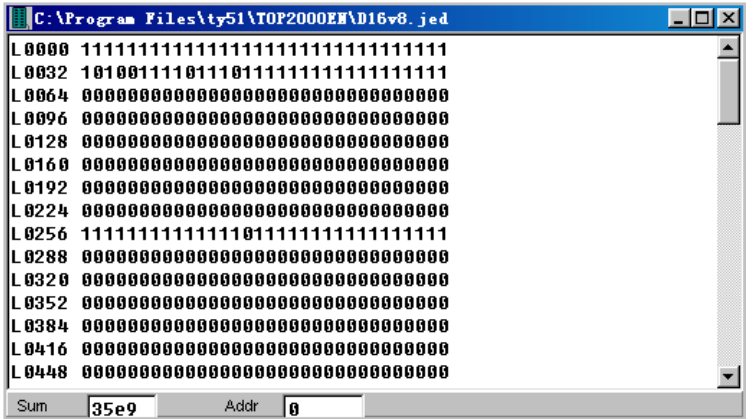 C:\Program Files\ty51\TOP2000EN\D16v8.jed
L0000 11111111111111111111111111111111
L0032 10100111101110111111111111111111
L0064 00000000000000000000000000000000
L0096 00000000000000000000000000000000
L0128 00000000000000000000000000000000
L0160 00000000000000000000000000000000
L0192 00000000000000000000000000000000
L0224 00000000000000000000000000000000
L0256 11111111111111011111111111111111
L0288 00000000000000000000000000000000
L0320 00000000000000000000000000000000
L0352 00000000000000000000000000000000
L0384 00000000000000000000000000000000
L0416 00000000000000000000000000000000
L0448 00000000000000000000000000000000
Sum 35e9 Addr 0